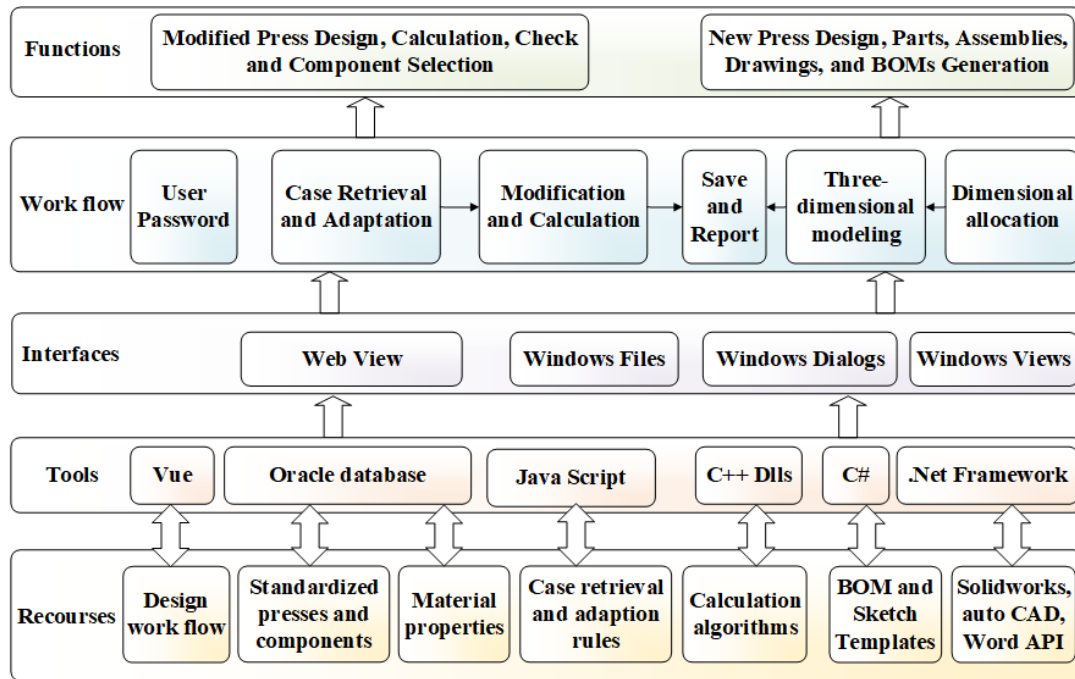 Functions
Modified Press Design, Calculation, Check
and Component Selection
New Press Design, Parts, Assemblies,
Drawings, and BOMs Generation
Work flow
User
Password
Case Retrieval
and Adaptation
Modification
and Calculation
Save
and
Report
Three-
dimensional
modeling
Dimensional
allocation
Interfaces
Web View
Windows Files
Windows Dialogs
Windows Views
Tools
Vue
Oracle database
Java Script
C++ Dlls
C#
.Net Framework
Recourses
Design
work flow
Standardized
presses and
components
Material
properties
Case retrieval
and adaption
rules
Calculation
algorithms
BOM and
Sketch
Templates
Solidworks,
auto CAD,
Word API